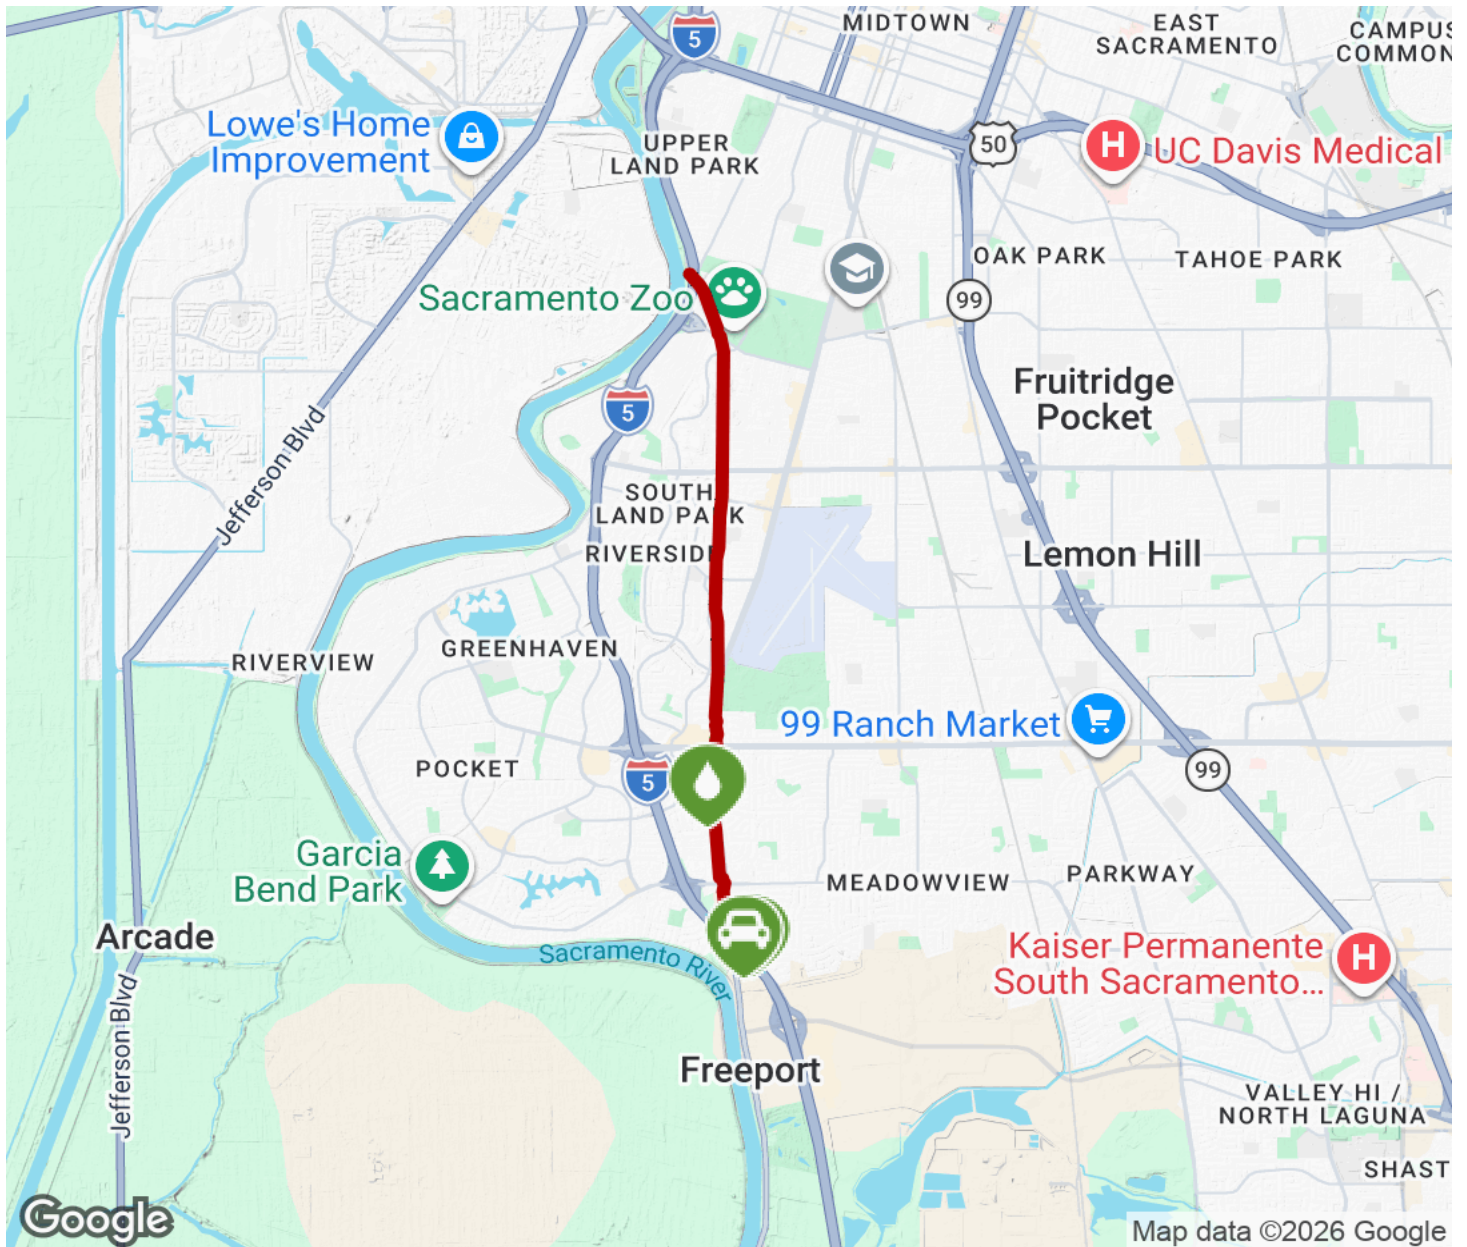 5
MIDTOWN
EAST
SACRAMENTO
CAMPUS
COMMON
Lowe's Home
Improvement
UPPER
LAND PARK
50
H
UC Davis Medical
OAK PARK
TAHOE PARK
Sacramento Zoo
99
Fruitridge
Pocket
5
Jefferson Blvd
SOUTH
LAND PARK
RIVERSID
Lemon Hill
GREENHAVEN
RIVERVIEW
99 Ranch Market
POCKET
5
99
Garcia
Bend Park
MEADOWVIEW
PARKWAY
Arcade
Sacramento River
Kaiser Permanente
South Sacramento...
H
Jefferson Blvd
Freeport
VALLEY HI /
NORTH LAGUNA
SHAST
Google
Map data ©2026 Google